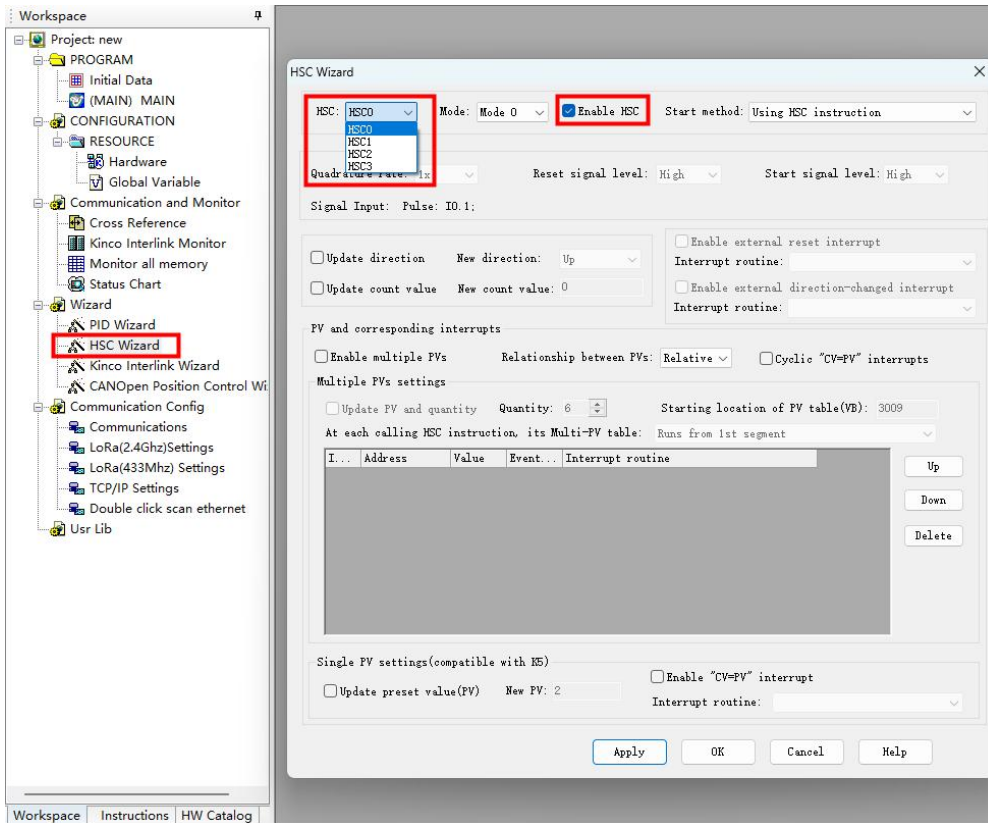 Workspace
Project: new
PROGRAM
Initial Data
(MAIN) MAIN
CONFIGURATION
RESOURCE
Hardware
Global Variable
Communication and Monitor
Cross Reference
Kinco Interlink Monitor
Monitor all memory
Status Chart
Wizard
PID Wizard
HSC Wizard
Kinco Interlink Wizard
CANOpen Position Control Wi
Communication Config
Communications
LoRa(2.4Ghz)Settings
LoRa(433Mhz) Settings
TCP/IP Settings
Double click scan ethernet
Usr Lib
Workspace Instructions HW Catalog
HSC Wizard
HSC: HSC0 Mode: Mode 0 Enable HSC Start method: Using HSC instruction
HSC0
HSC1
HSC2
HSC3
Quadrature rate: 1x Reset signal level: High Start signal level: High
Signal Input: Pulse: I0.1;
Update direction New direction: Up
Update count value New count value: 0
Enable external reset interrupt
Interrupt routine:
Enable external direction-changed interrupt
Interrupt routine:
PV and corresponding interrupts
Enable multiple PVs Relationship between PVs: Relative Cyclic "CV=PV" interrupts
Multiple PVs settings
Update PV and quantity Quantity: 6 Starting location of PV table(VB): 3009
At each calling HSC instruction, its Multi-PV table: Runs from 1st segment
I... Address Value Event... Interrupt routine
Up
Down
Delete
Single PV settings(compatible with K5)
Update preset value(PV) New PV: 2
Enable "CV=PV" interrupt
Interrupt routine:
Apply OK Cancel Help